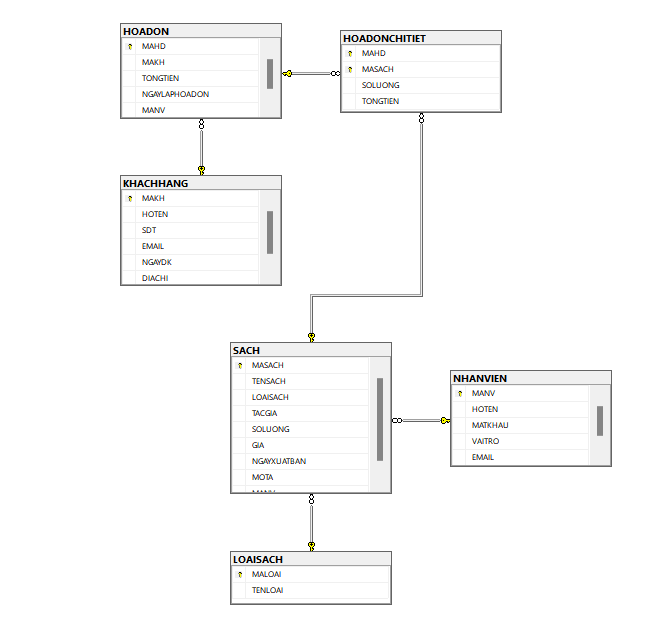 HOADON
MAHD
MAKH
TONGTIEN
NGAYLAPHOADON
MANV
HOADONCHITIET
MAHD
MASACH
SOLUONG
TONGTIEN
KHACHHANG
MAKH
HOTEN
SDT
EMAIL
NGAYDK
DIACHI
SACH
MASACH
TENSACH
LOAISACH
TACGIA
SOLUONG
GIA
NGAYXUATBAN
MOTA
NHANVIEN
MANV
HOTEN
MATKHAU
VAITRO
EMAIL
LOAISACH
MALOAI
TENLOAI